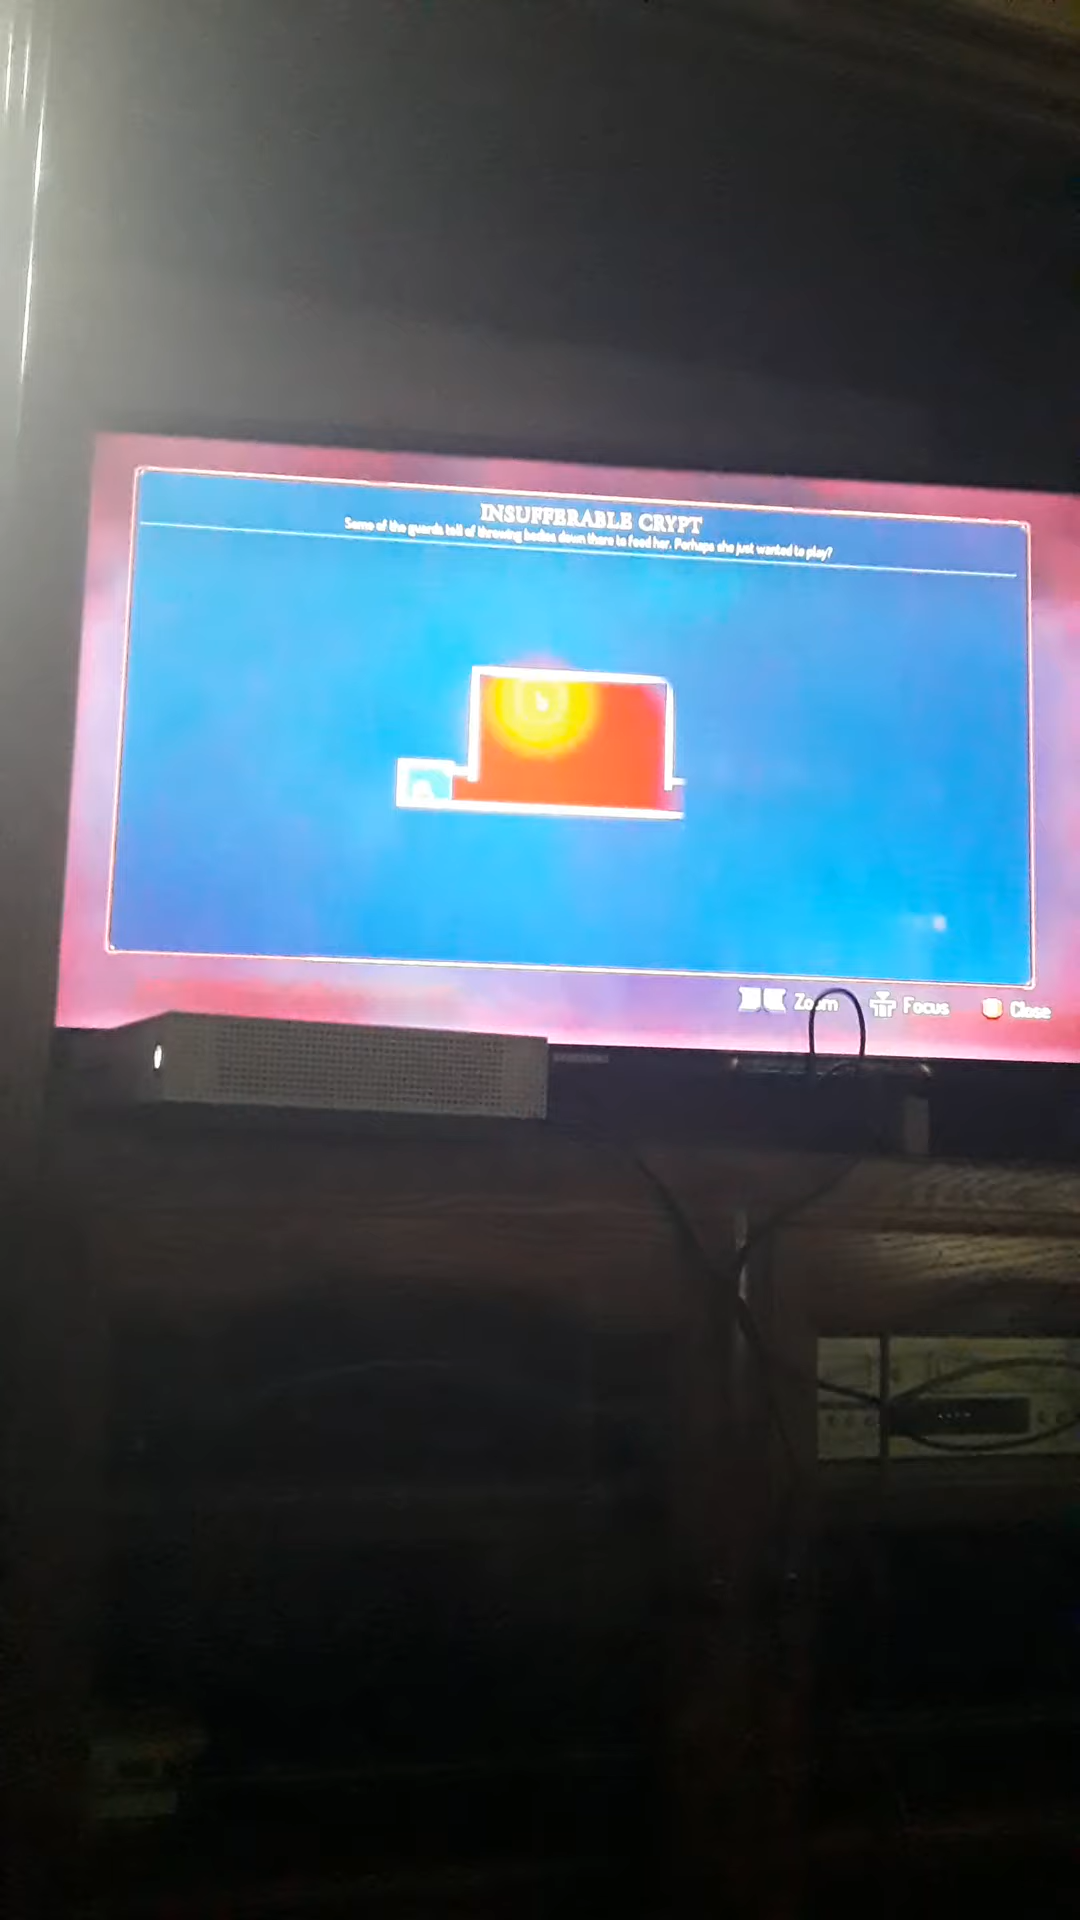 INSUFFERABLE CRYPT
Some of the guards tell of throwing bodies down there to feed her. Perhaps she just wanted to play?
Zoom Focus Close
SAMSUNG